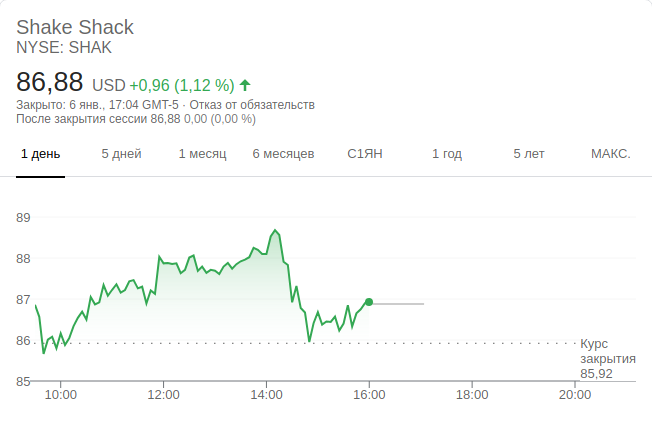 Shake Shack
NYSE: SHAK
86,88 USD +0,96 (1,12 %)
Закрыто: 6 янв., 17:04 GMT-5 · Отказ от обязательств
После закрытия сессии 86,88 0,00 (0,00 %)
1 день 5 дней 1 месяц 6 месяцев С1ЯН 1 год 5 лет МАКС.
89
88
87
86
Курс
закрытия
85,92
85
10:00 12:00 14:00 16:00 18:00 20:00